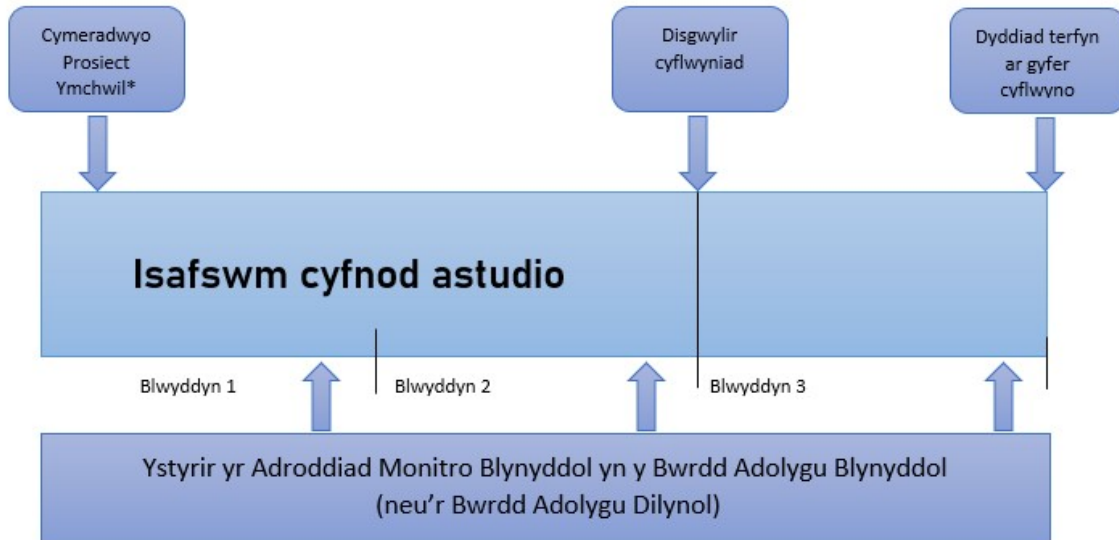 Cymeradwyo
Prosiect
Ymchwil*
Disgwylir
cyflwyniad
Dyddiad terfyn
ar gyfer
cyflwyno
Isafswm cyfnod astudio
Blwyddyn 1
Blwyddyn 2
Blwyddyn 3
Ystyrir yr Adroddiad Monitro Blynyddol yn y Bwrdd Adolygu Blynyddol
(neu'r Bwrdd Adolygu Dilynol)